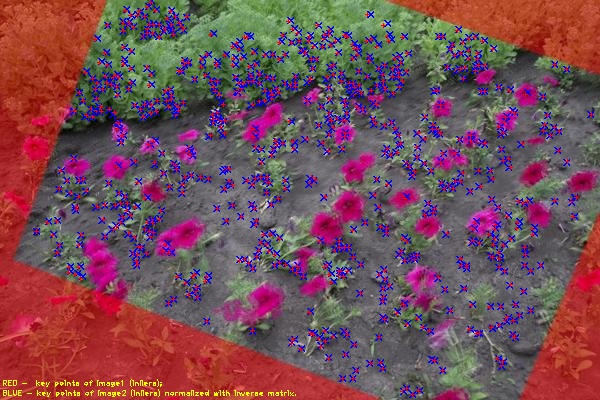 RED - key points of image1 (inliers);
BLUE - key points of image2 (inliers) normalized with inverse matrix.